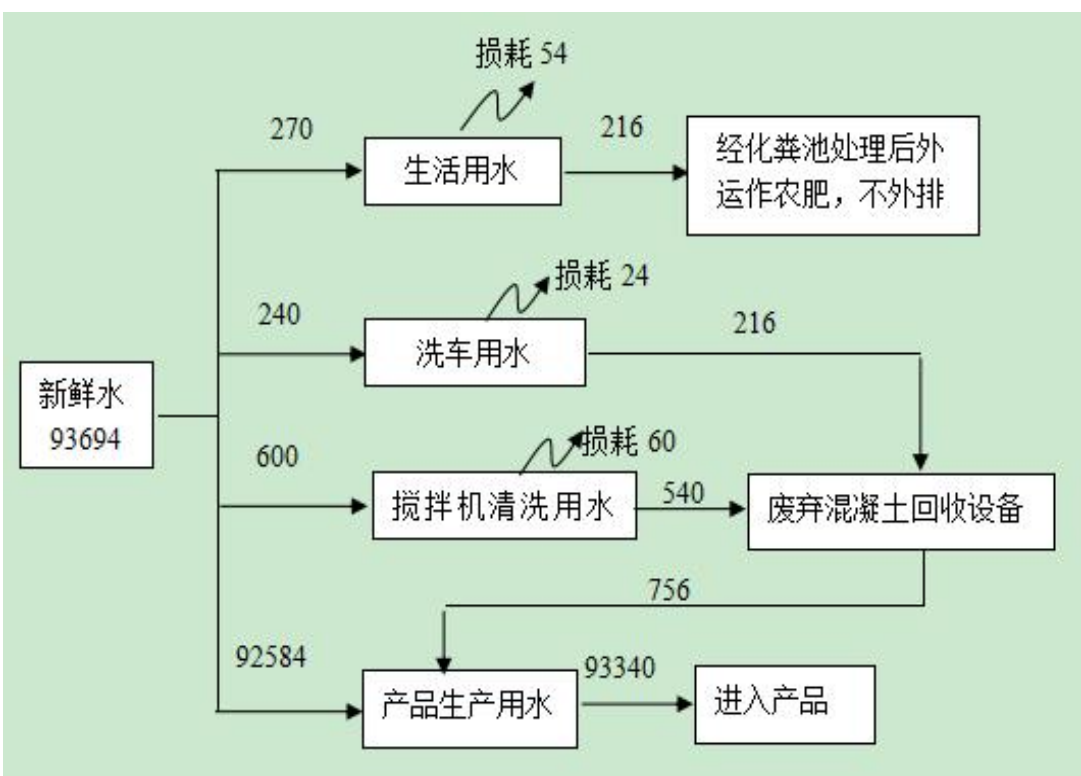 损耗 54
270
生活用水
216
经化粪池处理后外
运作农肥，不外排
损耗 24
240
洗车用水
216
新鲜水
93694
损耗 60
600
搅拌机清洗用水
540
废弃混凝土回收设备
756
92584
产品生产用水
93340
进入产品